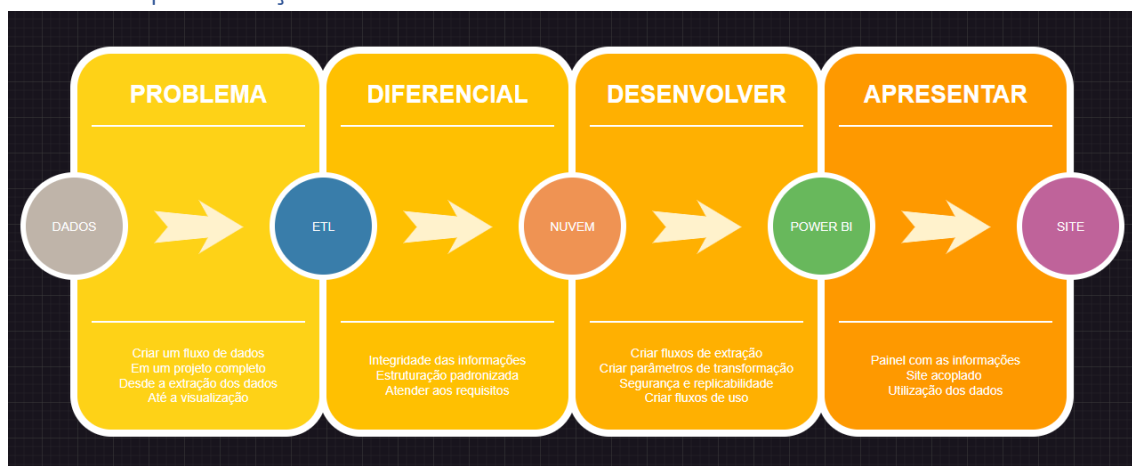 PROBLEMA
DIFERENCIAL
DESENVOLVER
APRESENTAR
DADOS
ETL
NUVEM
POWER BI
SITE
Criar um fluxo de dados
Em um projeto completo
Desde a extração dos dados
Até a visualização
Integridade das informações
Estruturação padronizada
Atender aos requisitos
Criar fluxos de extração
Criar parâmetros de transformação
Segurança e replicabilidade
Criar fluxos de uso
Painel com as informações
Site acoplado
Utilização dos dados